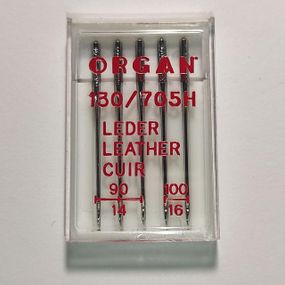 ORGAN
130/705H
LEDER
LEATHER
CUIR
90 100
14 16